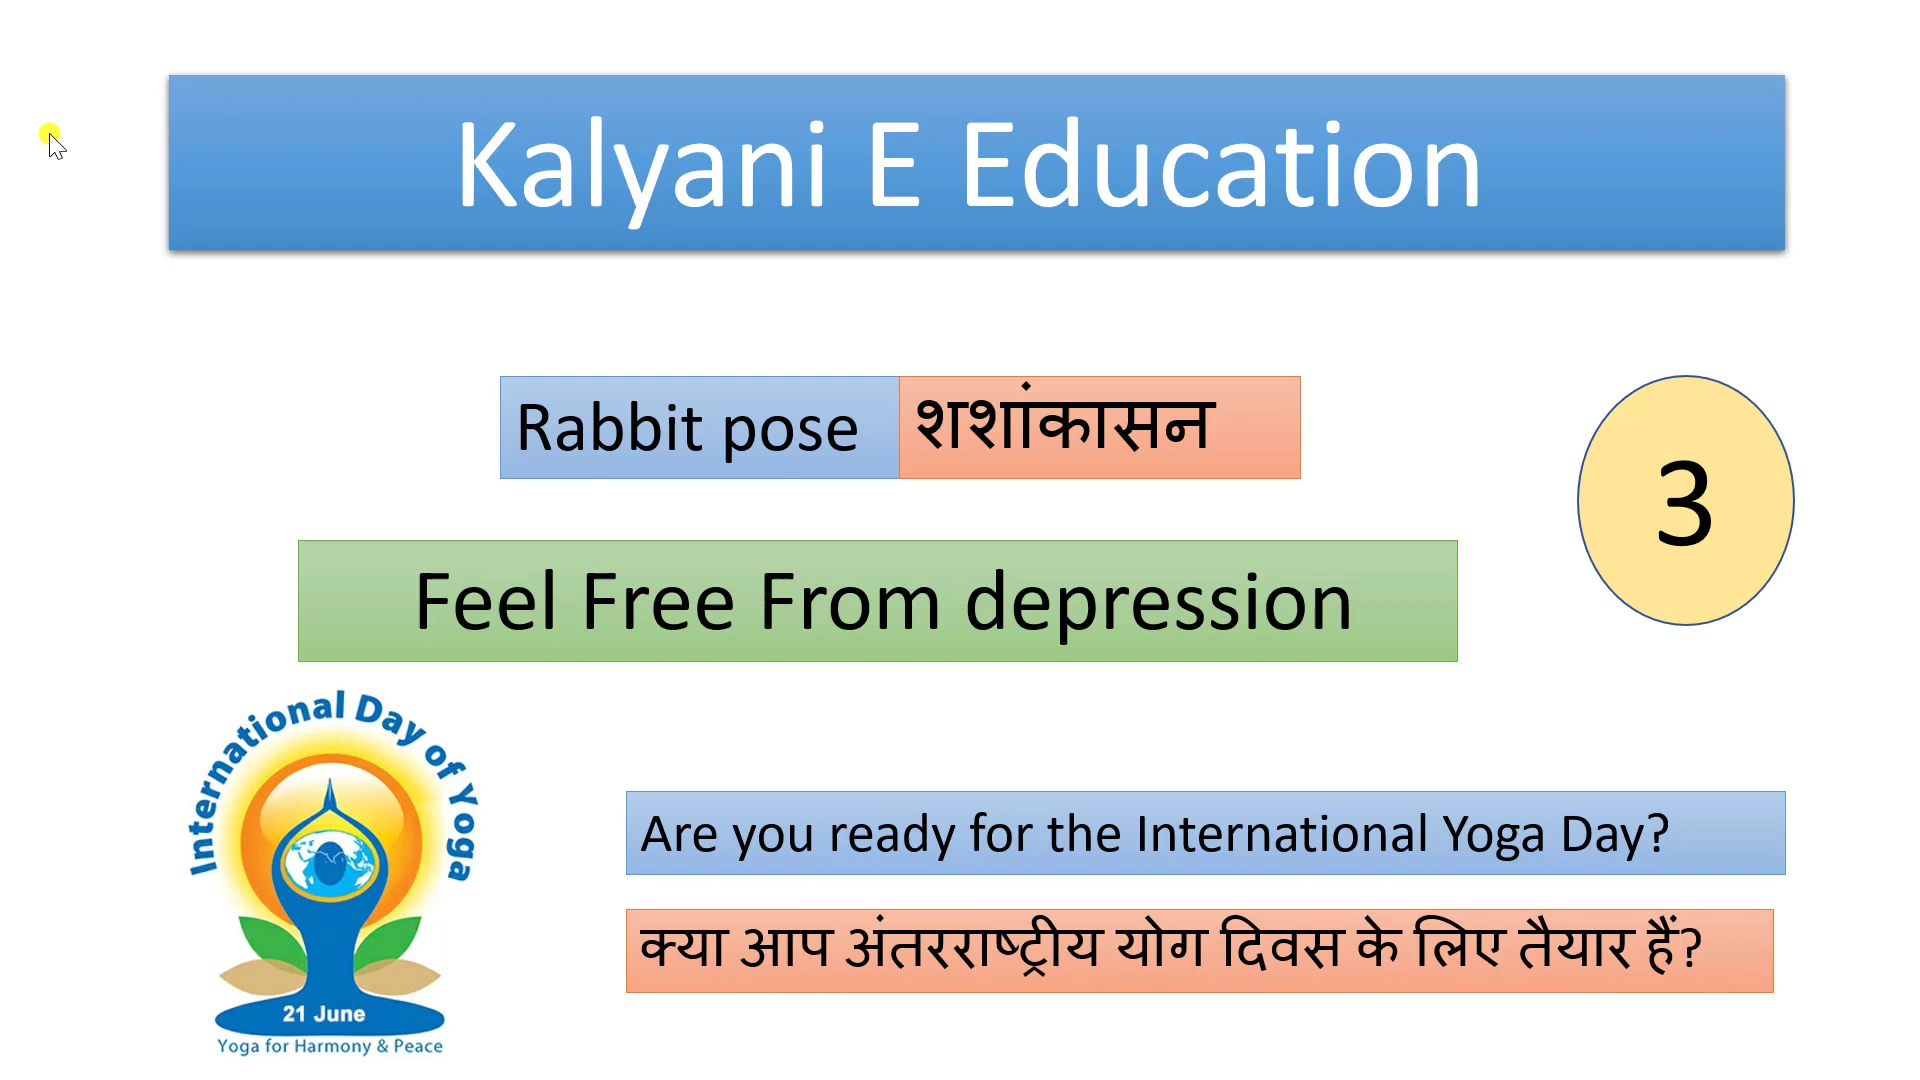 Kalyani E Education
Rabbit pose शशांकासन
3
Feel Free From depression
International Day of Yoga
Are you ready for the International Yoga Day?
क्या आप अंतरराष्ट्रीय योग दिवस के लिए तैयार हैं?
21 June
Yoga for Harmony & Peace